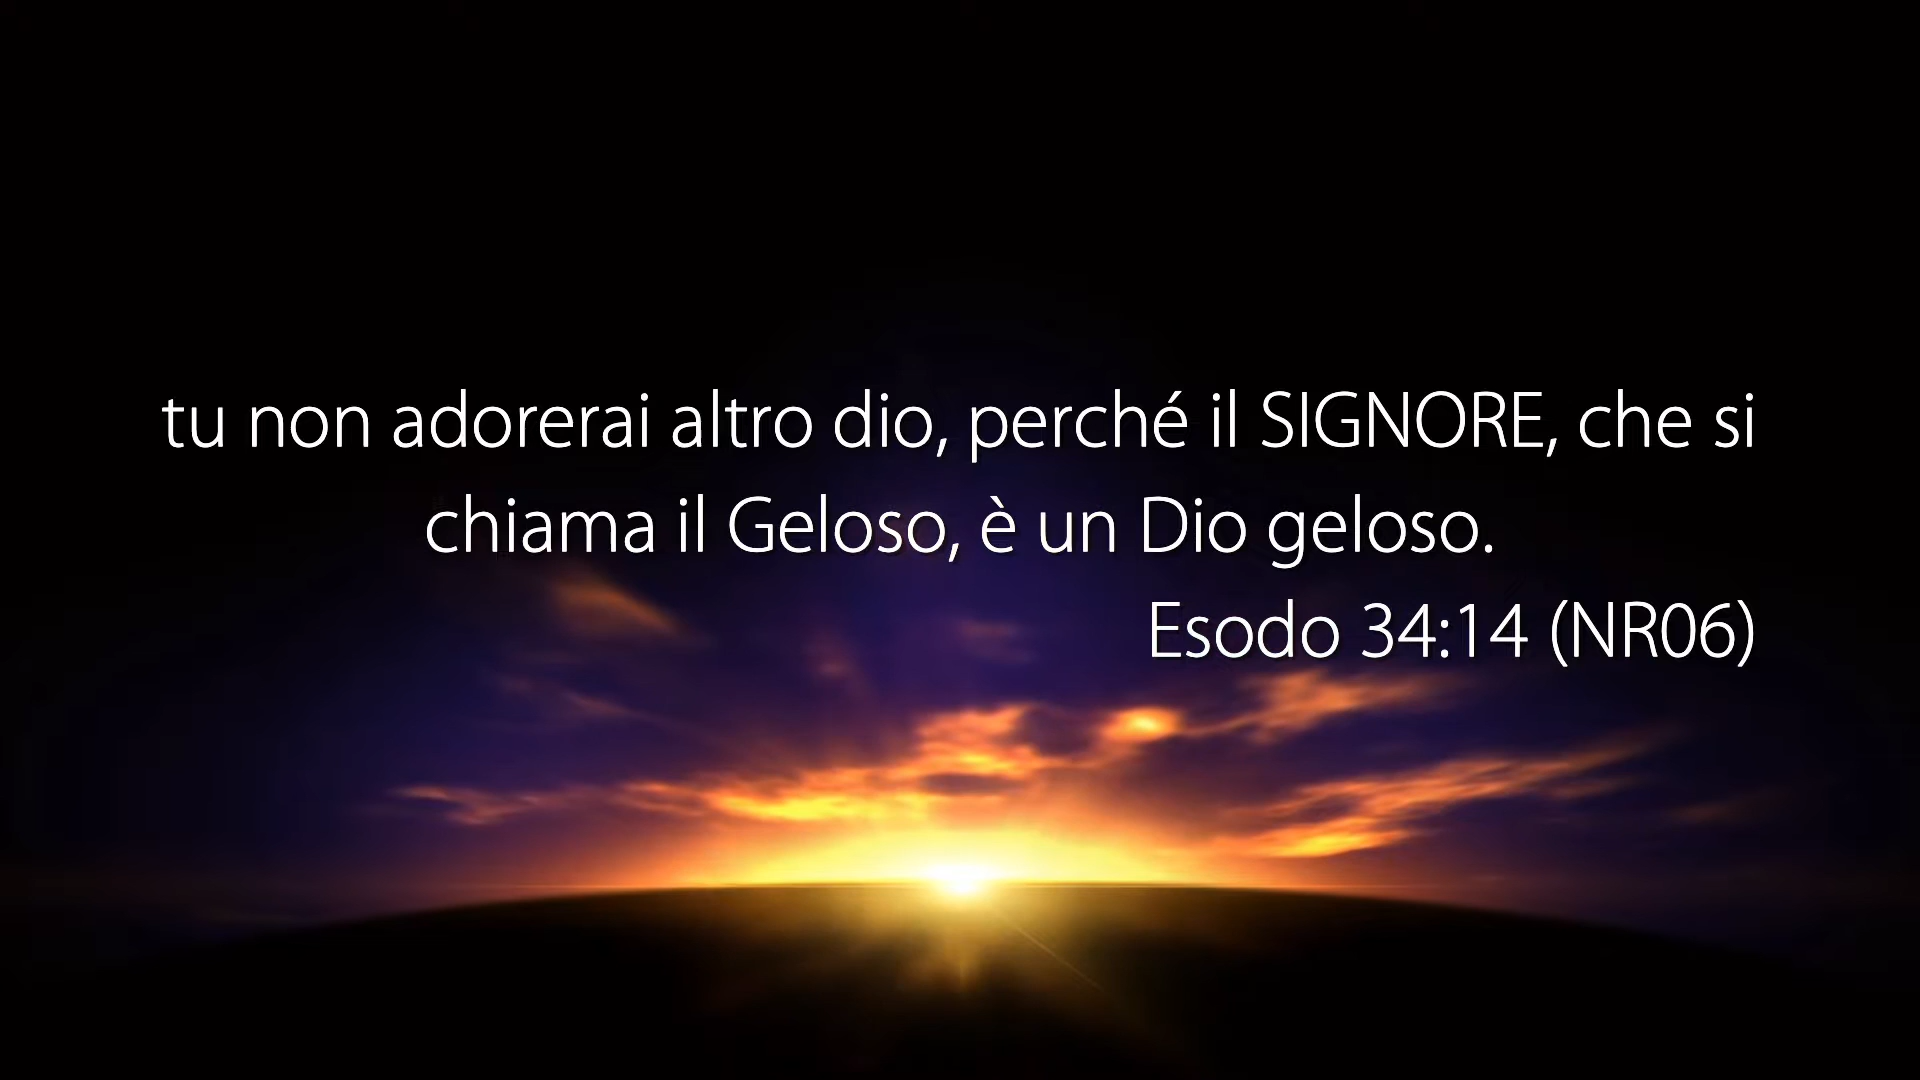 tu non adorerai altro dio, perché il SIGNORE, che si
chiama il Geloso, è un Dio geloso.
Esodo 34:14 (NR06)